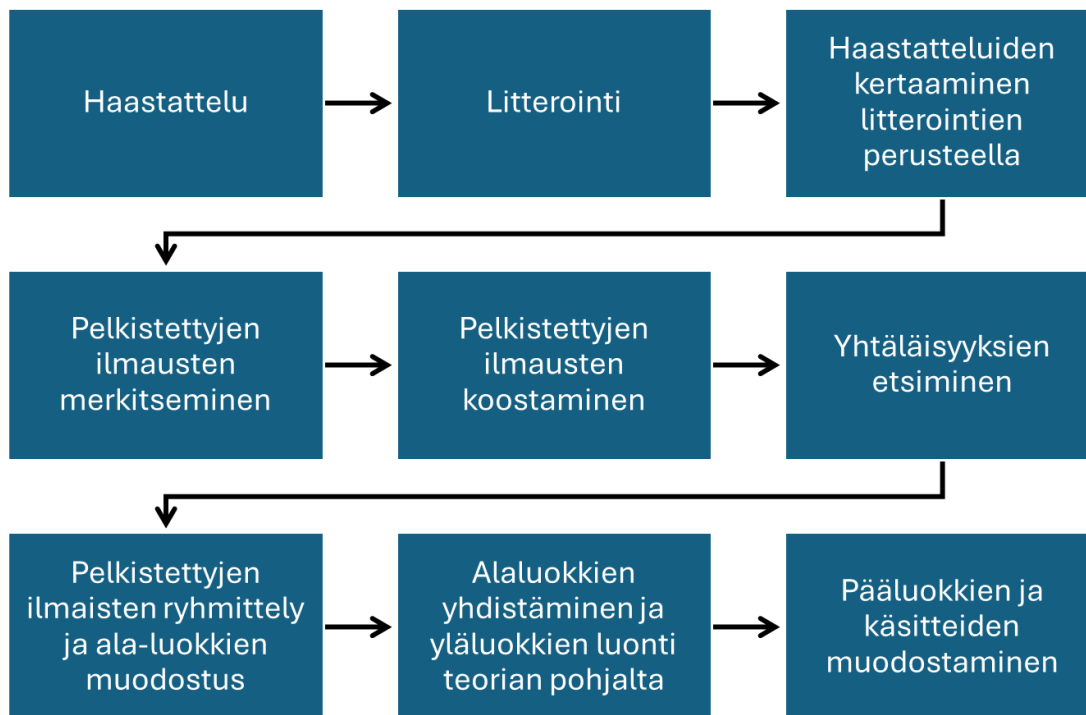 Haastattelu
Litterointi
Haastatteluiden
kertaaminen
litterointien
perusteella
Pelkistettyjen
ilmausten
merkitseminen
Pelkistettyjen
ilmausten
koostaminen
Yhtäläisyyksien
etsiminen
Pelkistettyjen
ilmaisten ryhmittely
ja ala-luokkien
muodostus
Alaluokkien
yhdistäminen ja
yläluokkien luonti
teorian pohjalta
Pääluokkien ja
käsitteiden
muodostaminen